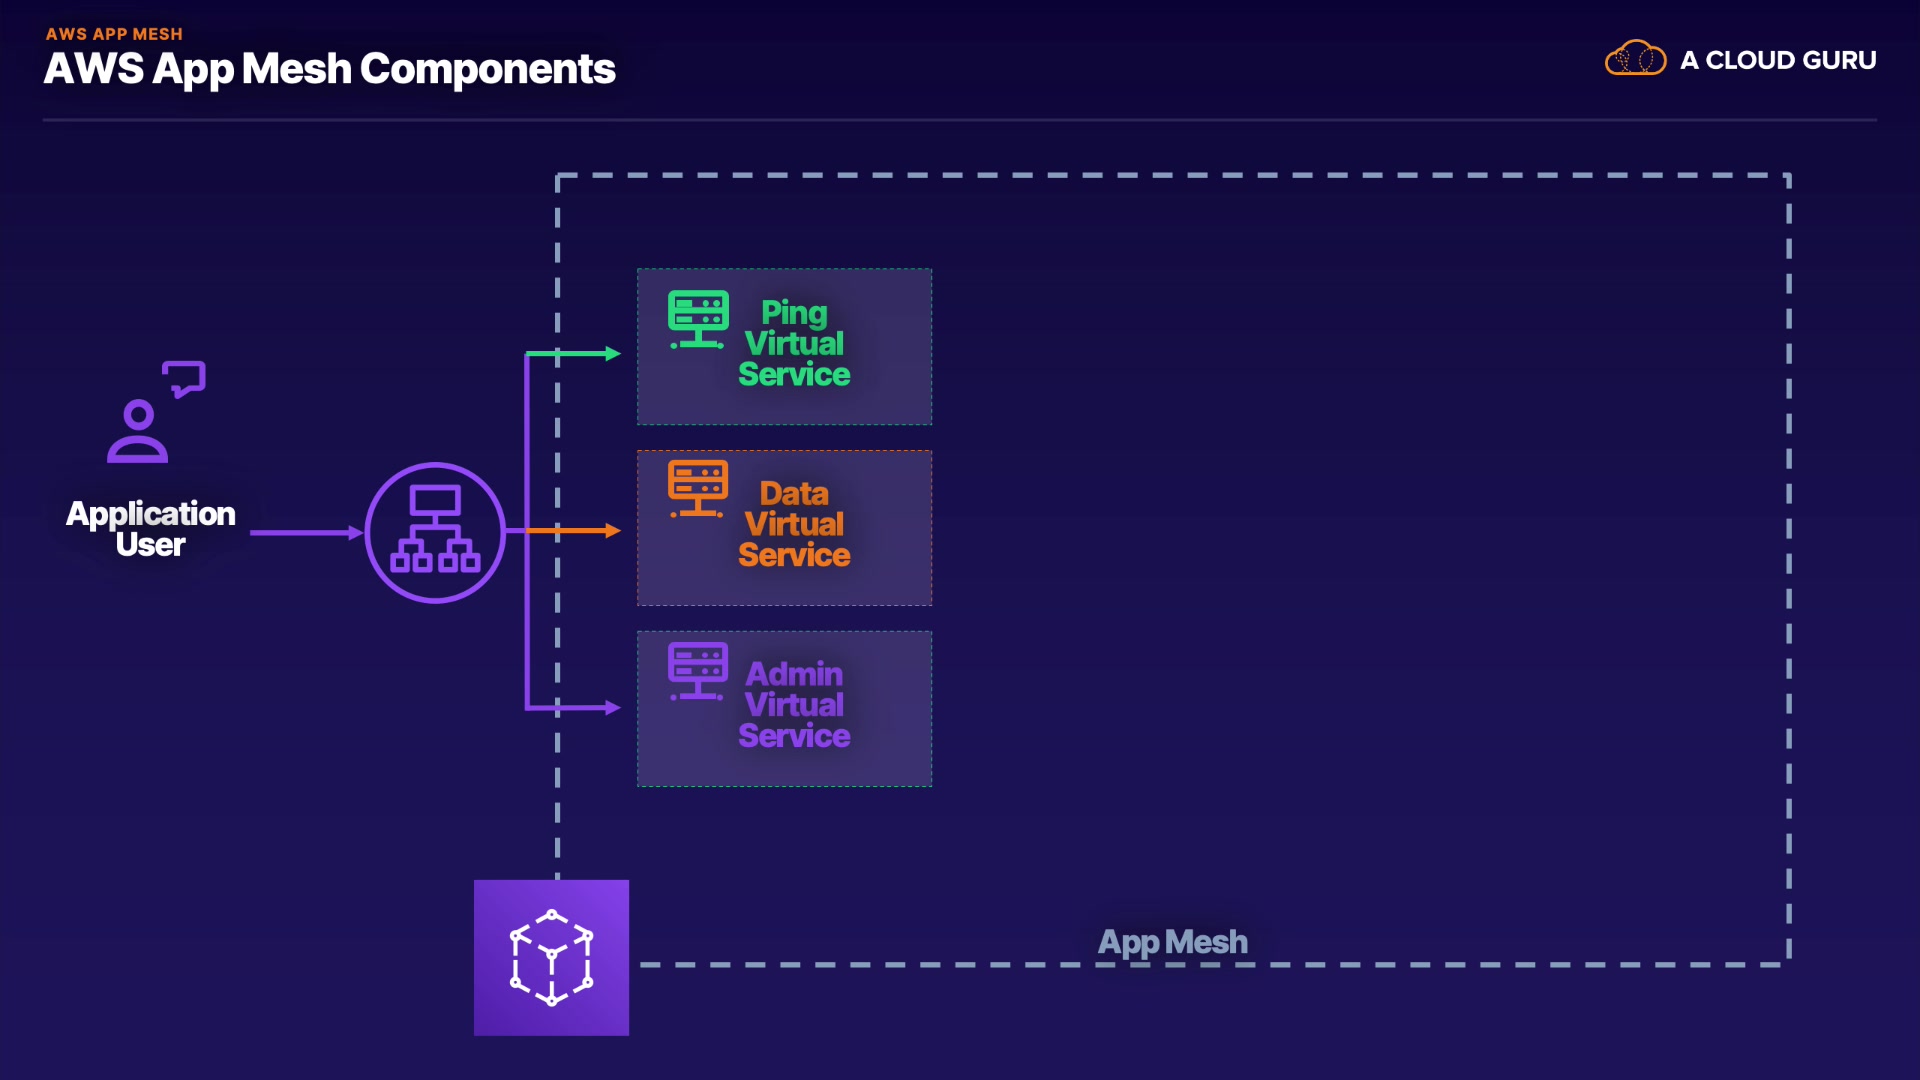 AWS APP MESH
AWS App Mesh Components
A CLOUD GURU
Application
User
Ping
Virtual
Service
Data
Virtual
Service
Admin
Virtual
Service
App Mesh